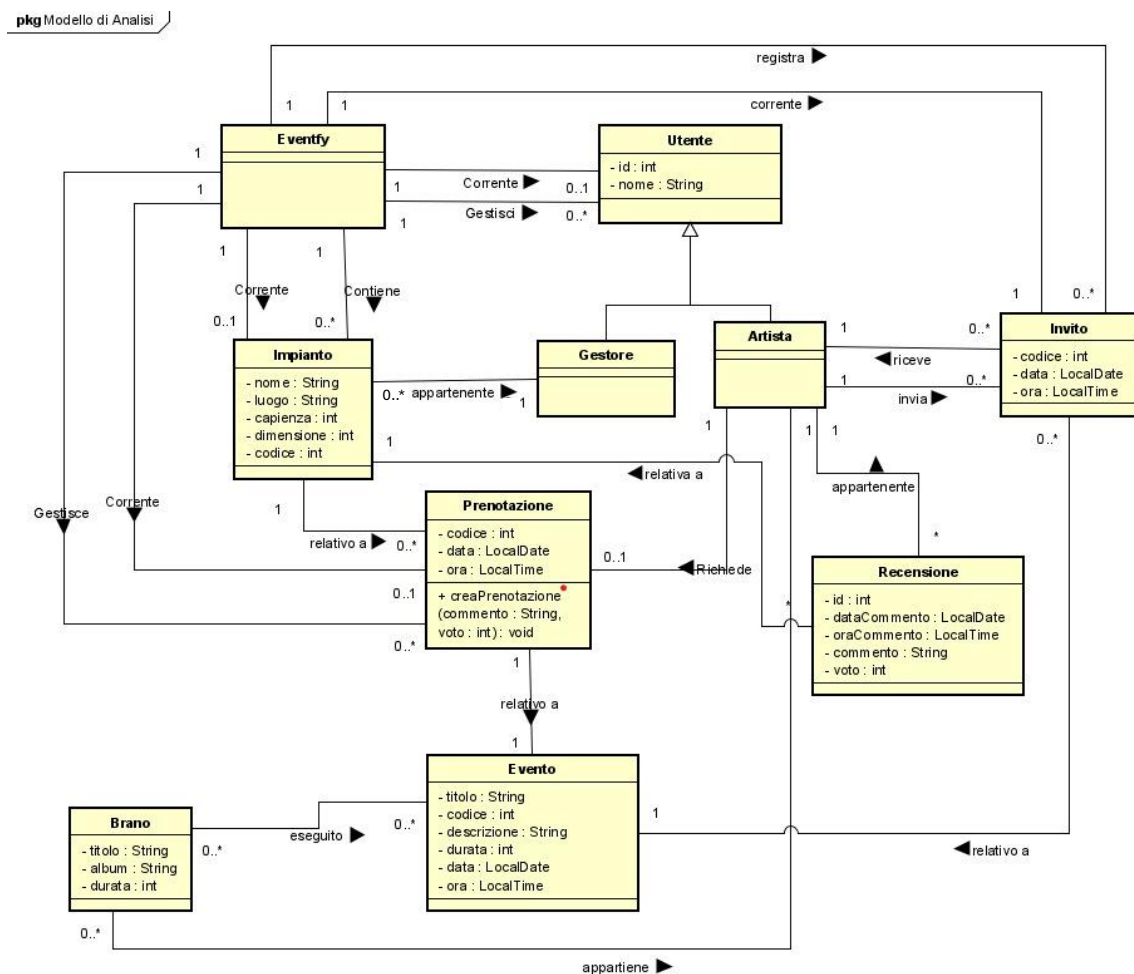 pkg Modello di Analisi
registra
1
1
corrente
Eventfy
Utente
- id : int
- nome : String
1
1
Corrente
1
0..1
Gestisci
1
0..*
1
1
Corrente
Contiene
0..1
0..*
1
0..*
Impianto
- nome : String
- luogo : String
- capienza : int
- dimensione : int
- codice : int
Gestore
Artista
Invito
- codice : int
- data : LocalDate
- ora : LocalTime
0..*
appartenente
1
1
0..*
riceve
1
0..*
invia
1
1
1
1
0..*
relativa a
appartenente
*
Gestisce
Corrente
1
relativo a
0..*
Prenotazione
- codice : int
- data : LocalDate
- ora : LocalTime
+ creaPrenotazione
(commento : String,
voto : int) : void
0..1
Richiede
0..1
0..*
*
Recensione
- id : int
- dataCommento : LocalDate
- oraCommento : LocalTime
- commento : String
- voto : int
1
relativo a
1
Evento
- titolo : String
- codice : int
- descrizione : String
- durata : int
- data : LocalDate
- ora : LocalTime
Brano
- titolo : String
- album : String
- durata : int
0..*
eseguito
0..*
1
relativo a
0..*
appartiene